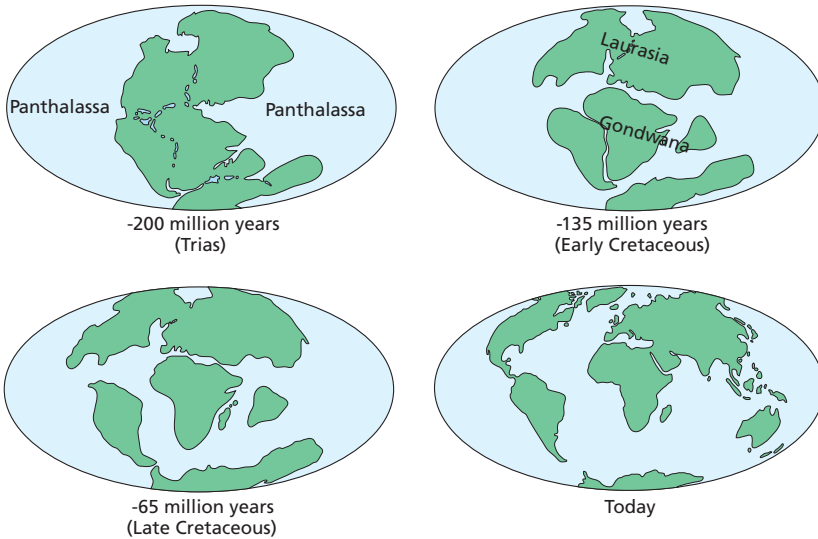 Panthalassa
Panthalassa
-200 million years
(Trias)
Laurasia
Gondwana
-135 million years
(Early Cretaceous)
-65 million years
(Late Cretaceous)
Today